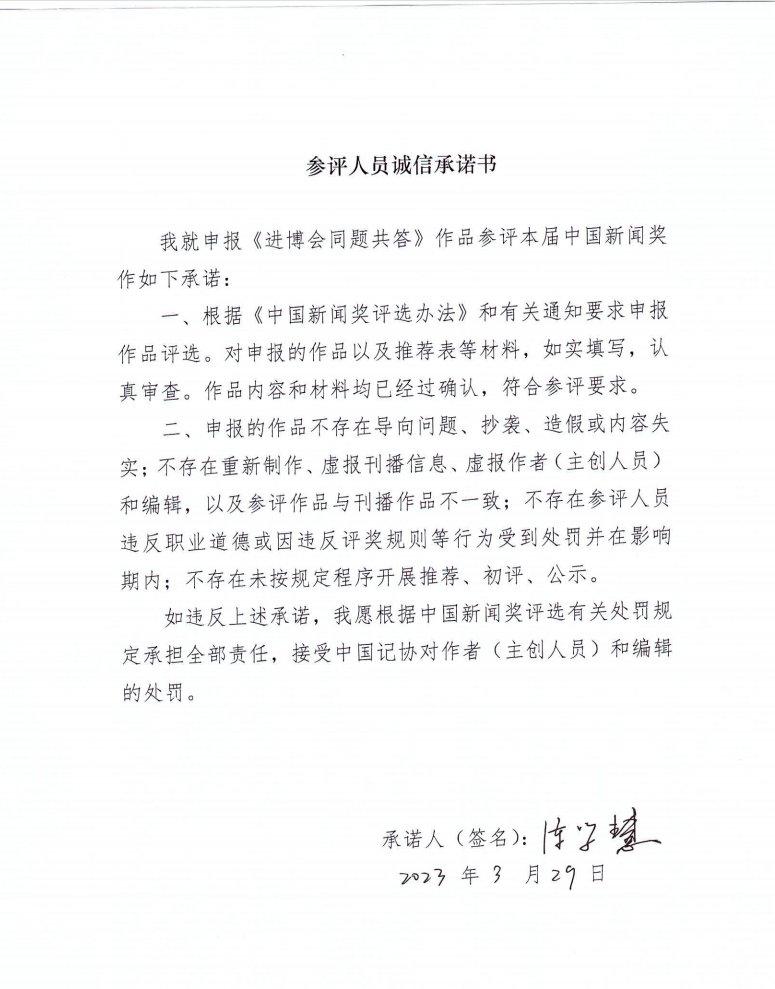 参评人员诚信承诺书
我就申报《进博会同题共答》作品参评本届中国新闻奖
作如下承诺：
一、根据《中国新闻奖评选办法》和有关通知要求申报
作品评选。对申报的作品以及推荐表等材料，如实填写，认
真审查。作品内容和材料均已经过确认，符合参评要求。
二、申报的作品不存在导向问题、抄袭、造假或内容失
实；不存在重新制作、虚报刊播信息、虚报作者（主创人员）
和编辑，以及参评作品与刊播作品不一致；不存在参评人员
违反职业道德或因违反评奖规则等行为受到处罚并在影响
期内；不存在未按规定程序开展推荐、初评、公示。
如违反上述承诺，我愿根据中国新闻奖评选有关处罚规
定承担全部责任，接受中国记协对作者（主创人员）和编辑
的处罚。
承诺人（签名）：陈学慧
2023 年 3 月 29 日